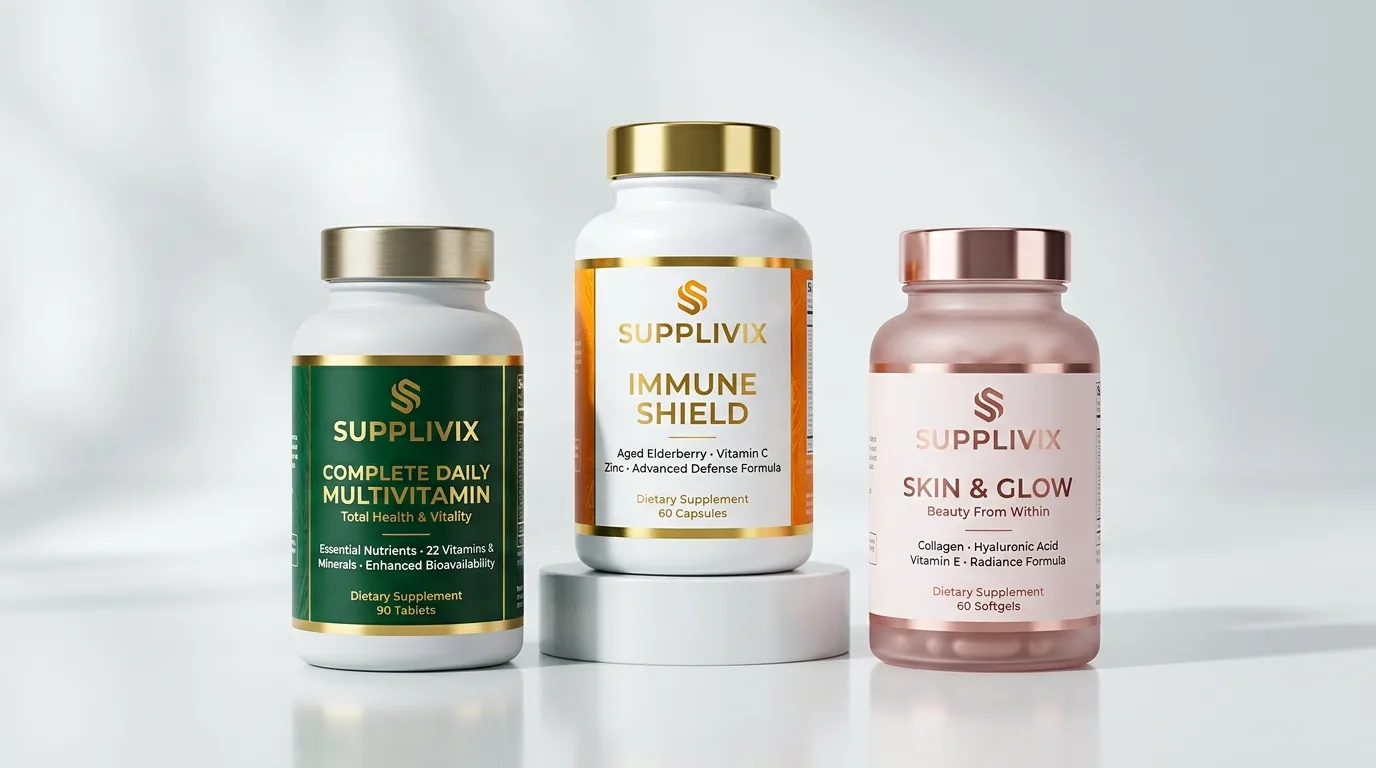 SUPPLIVIX
COMPLETE DAILY
MULTIVITAMIN
Total Health & Vitality
Essential Nutrients · 22 Vitamins &
Minerals · Enhanced Bioavailability
Dietary Supplement
90 Tablets
SUPPLIVIX
IMMUNE
SHIELD
Aged Elderberry · Vitamin C
Zinc · Advanced Defense Formula
Dietary Supplement
60 Capsules
SUPPLIVIX
SKIN & GLOW
Beauty From Within
Collagen · Hyaluronic Acid
Vitamin E · Radiance Formula
Dietary Supplement
60 Softgels